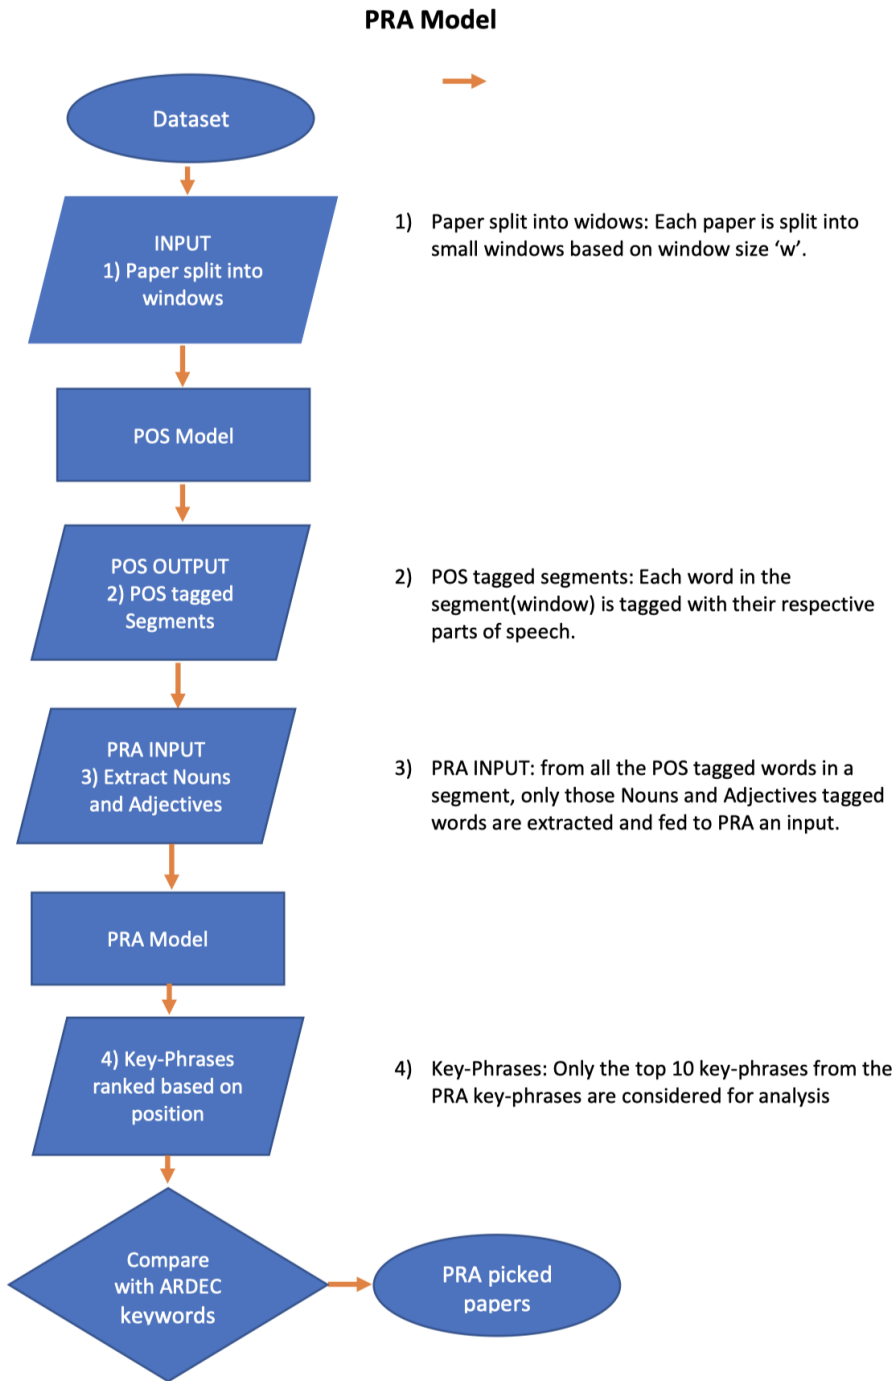 PRA Model
Dataset
INPUT
1) Paper split into
windows
1) Paper split into widows: Each paper is split into
small windows based on window size ‘w’.
POS Model
POS OUTPUT
2) POS tagged
Segments
2) POS tagged segments: Each word in the
segment(window) is tagged with their respective
parts of speech.
PRA INPUT
3) Extract Nouns
and Adjectives
3) PRA INPUT: from all the POS tagged words in a
segment, only those Nouns and Adjectives tagged
words are extracted and fed to PRA an input.
PRA Model
4) Key-Phrases
ranked based on
position
4) Key-Phrases: Only the top 10 key-phrases from the
PRA key-phrases are considered for analysis
Compare
with ARDEC
keywords
PRA picked
papers